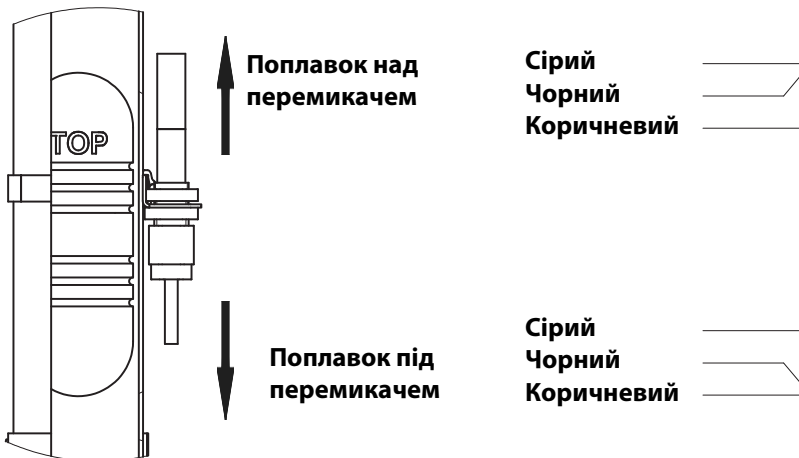 TOP
Поплавок над
перемикачем
Сірий
Чорний
Коричневий
Поплавок під
перемикачем
Сірий
Чорний
Коричневий